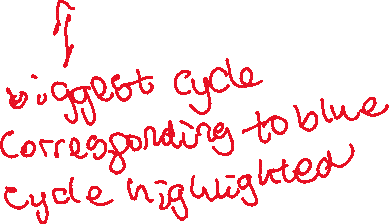 biggest cycle
corresponding to blue
cycle highlighted